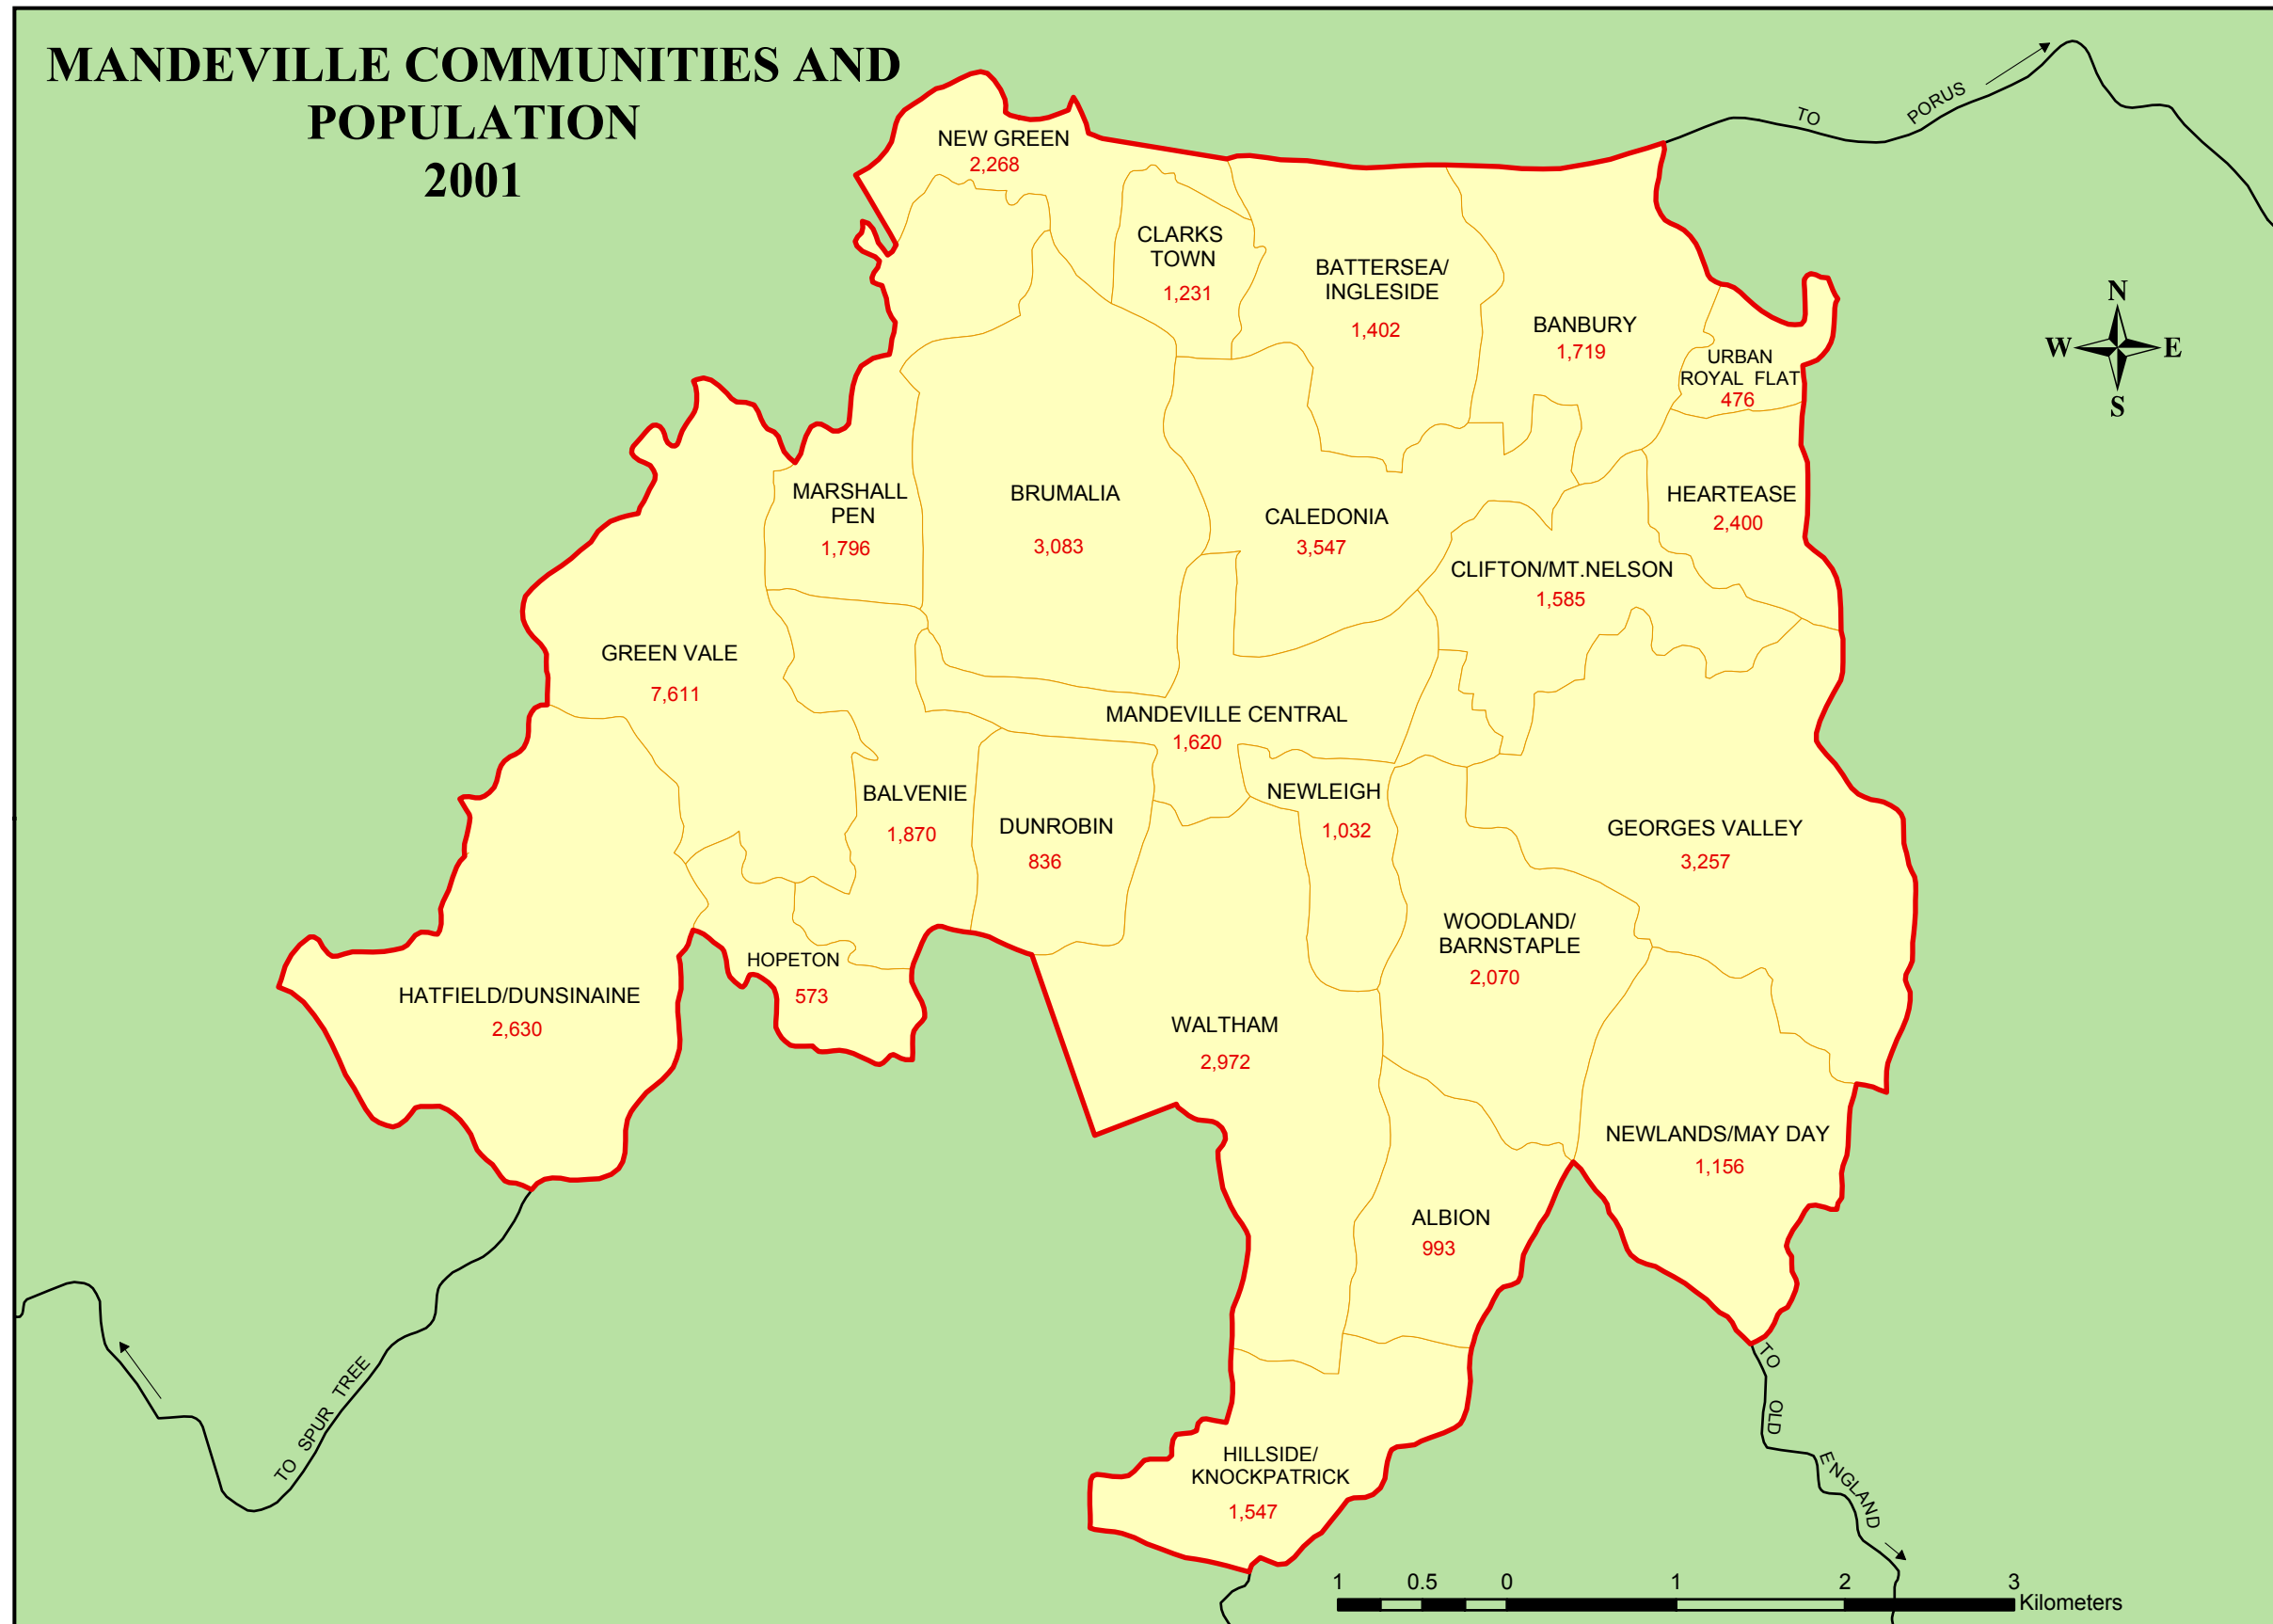 MANDEVILLE COMMUNITIES AND
POPULATION
2001
TO PORUS
NEW GREEN
2,268
CLARKS
TOWN
1,231
BATTERSEA/
INGLESIDE
1,402
BANBURY
1,719
URBAN
ROYAL FLAT
476
N
W E
S
MARSHALL
PEN
1,796
BRUMALIA
3,083
CALEDONIA
3,547
HEARTEASE
2,400
CLIFTON/MT.NELSON
1,585
GREEN VALE
7,611
MANDEVILLE CENTRAL
1,620
BALVENIE
1,870
DUNROBIN
836
NEWLEIGH
1,032
GEORGES VALLEY
3,257
WOODLAND/
BARNSTAPLE
2,070
HOPETON
573
HATFIELD/DUNSINAINE
2,630
WALTHAM
2,972
NEWLANDS/MAY DAY
1,156
ALBION
993
TO SPUR TREE
TO OLD ENGLAND
HILLSIDE/
KNOCKPATRICK
1,547
1 0.5 0 1 2 3
Kilometers